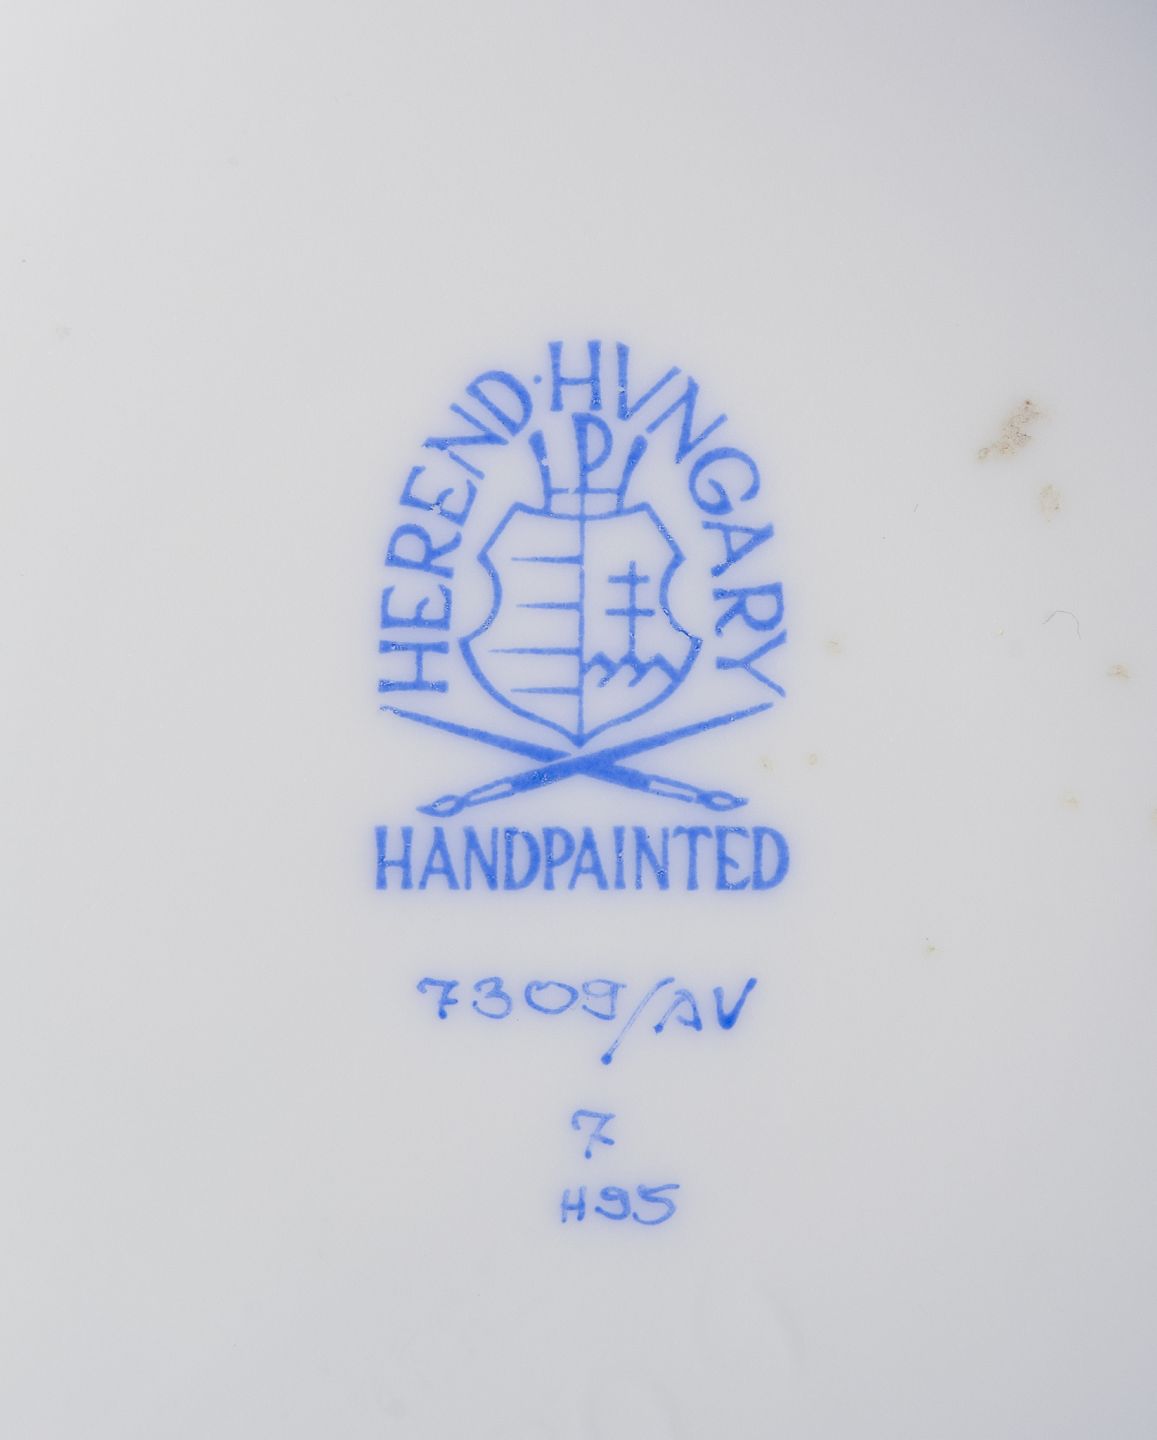 HEREND · HVNGARY
P
HANDPAINTED
7309/AV
7
H95